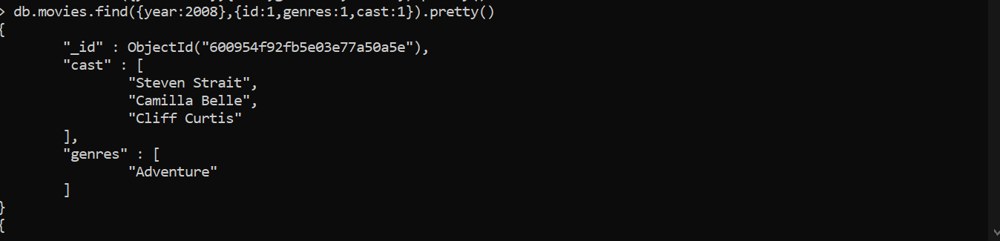 > db.movies.find({year:2008},{id:1,genres:1,cast:1}).pretty()
{
        "_id" : ObjectId("600954f92fb5e03e77a50a5e"),
        "cast" : [
                "Steven Strait",
                "Camilla Belle",
                "Cliff Curtis"
        ],
        "genres" : [
                "Adventure"
        ]
}
{